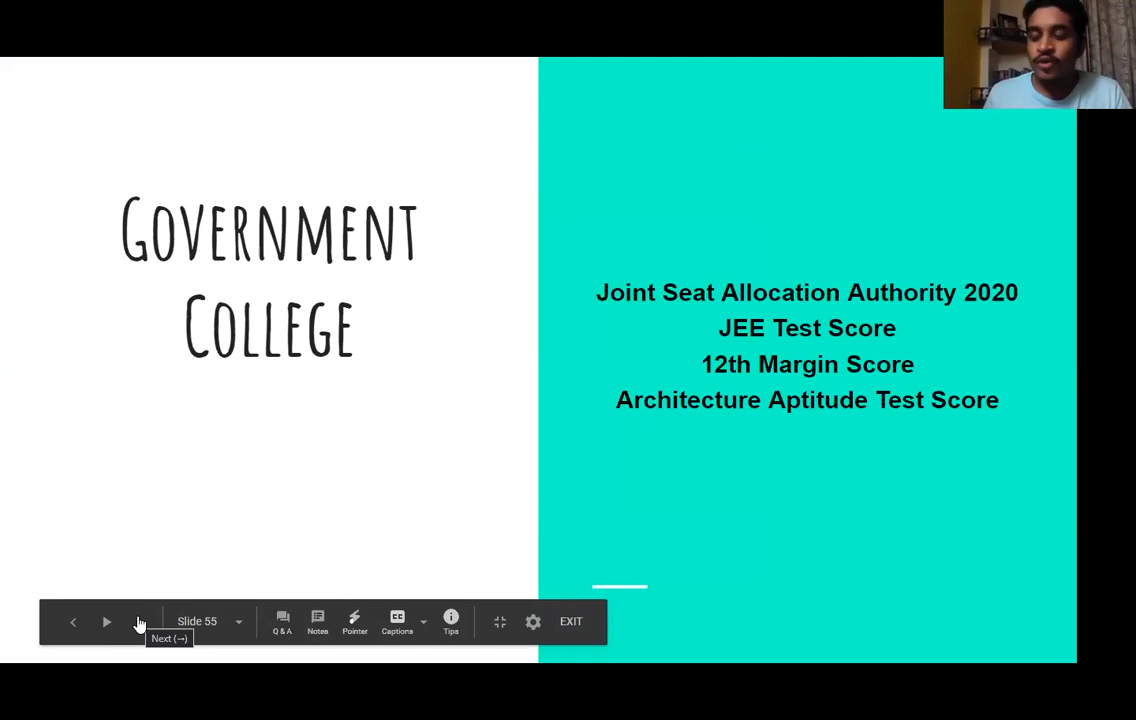 GOVERNMENT
COLLEGE
Joint Seat Allocation Authority 2020
JEE Test Score
12th Margin Score
Architecture Aptitude Test Score
Slide 55
Q & A
Notes
Pointer
CC
Captions
Tips
EXIT
Next (→)